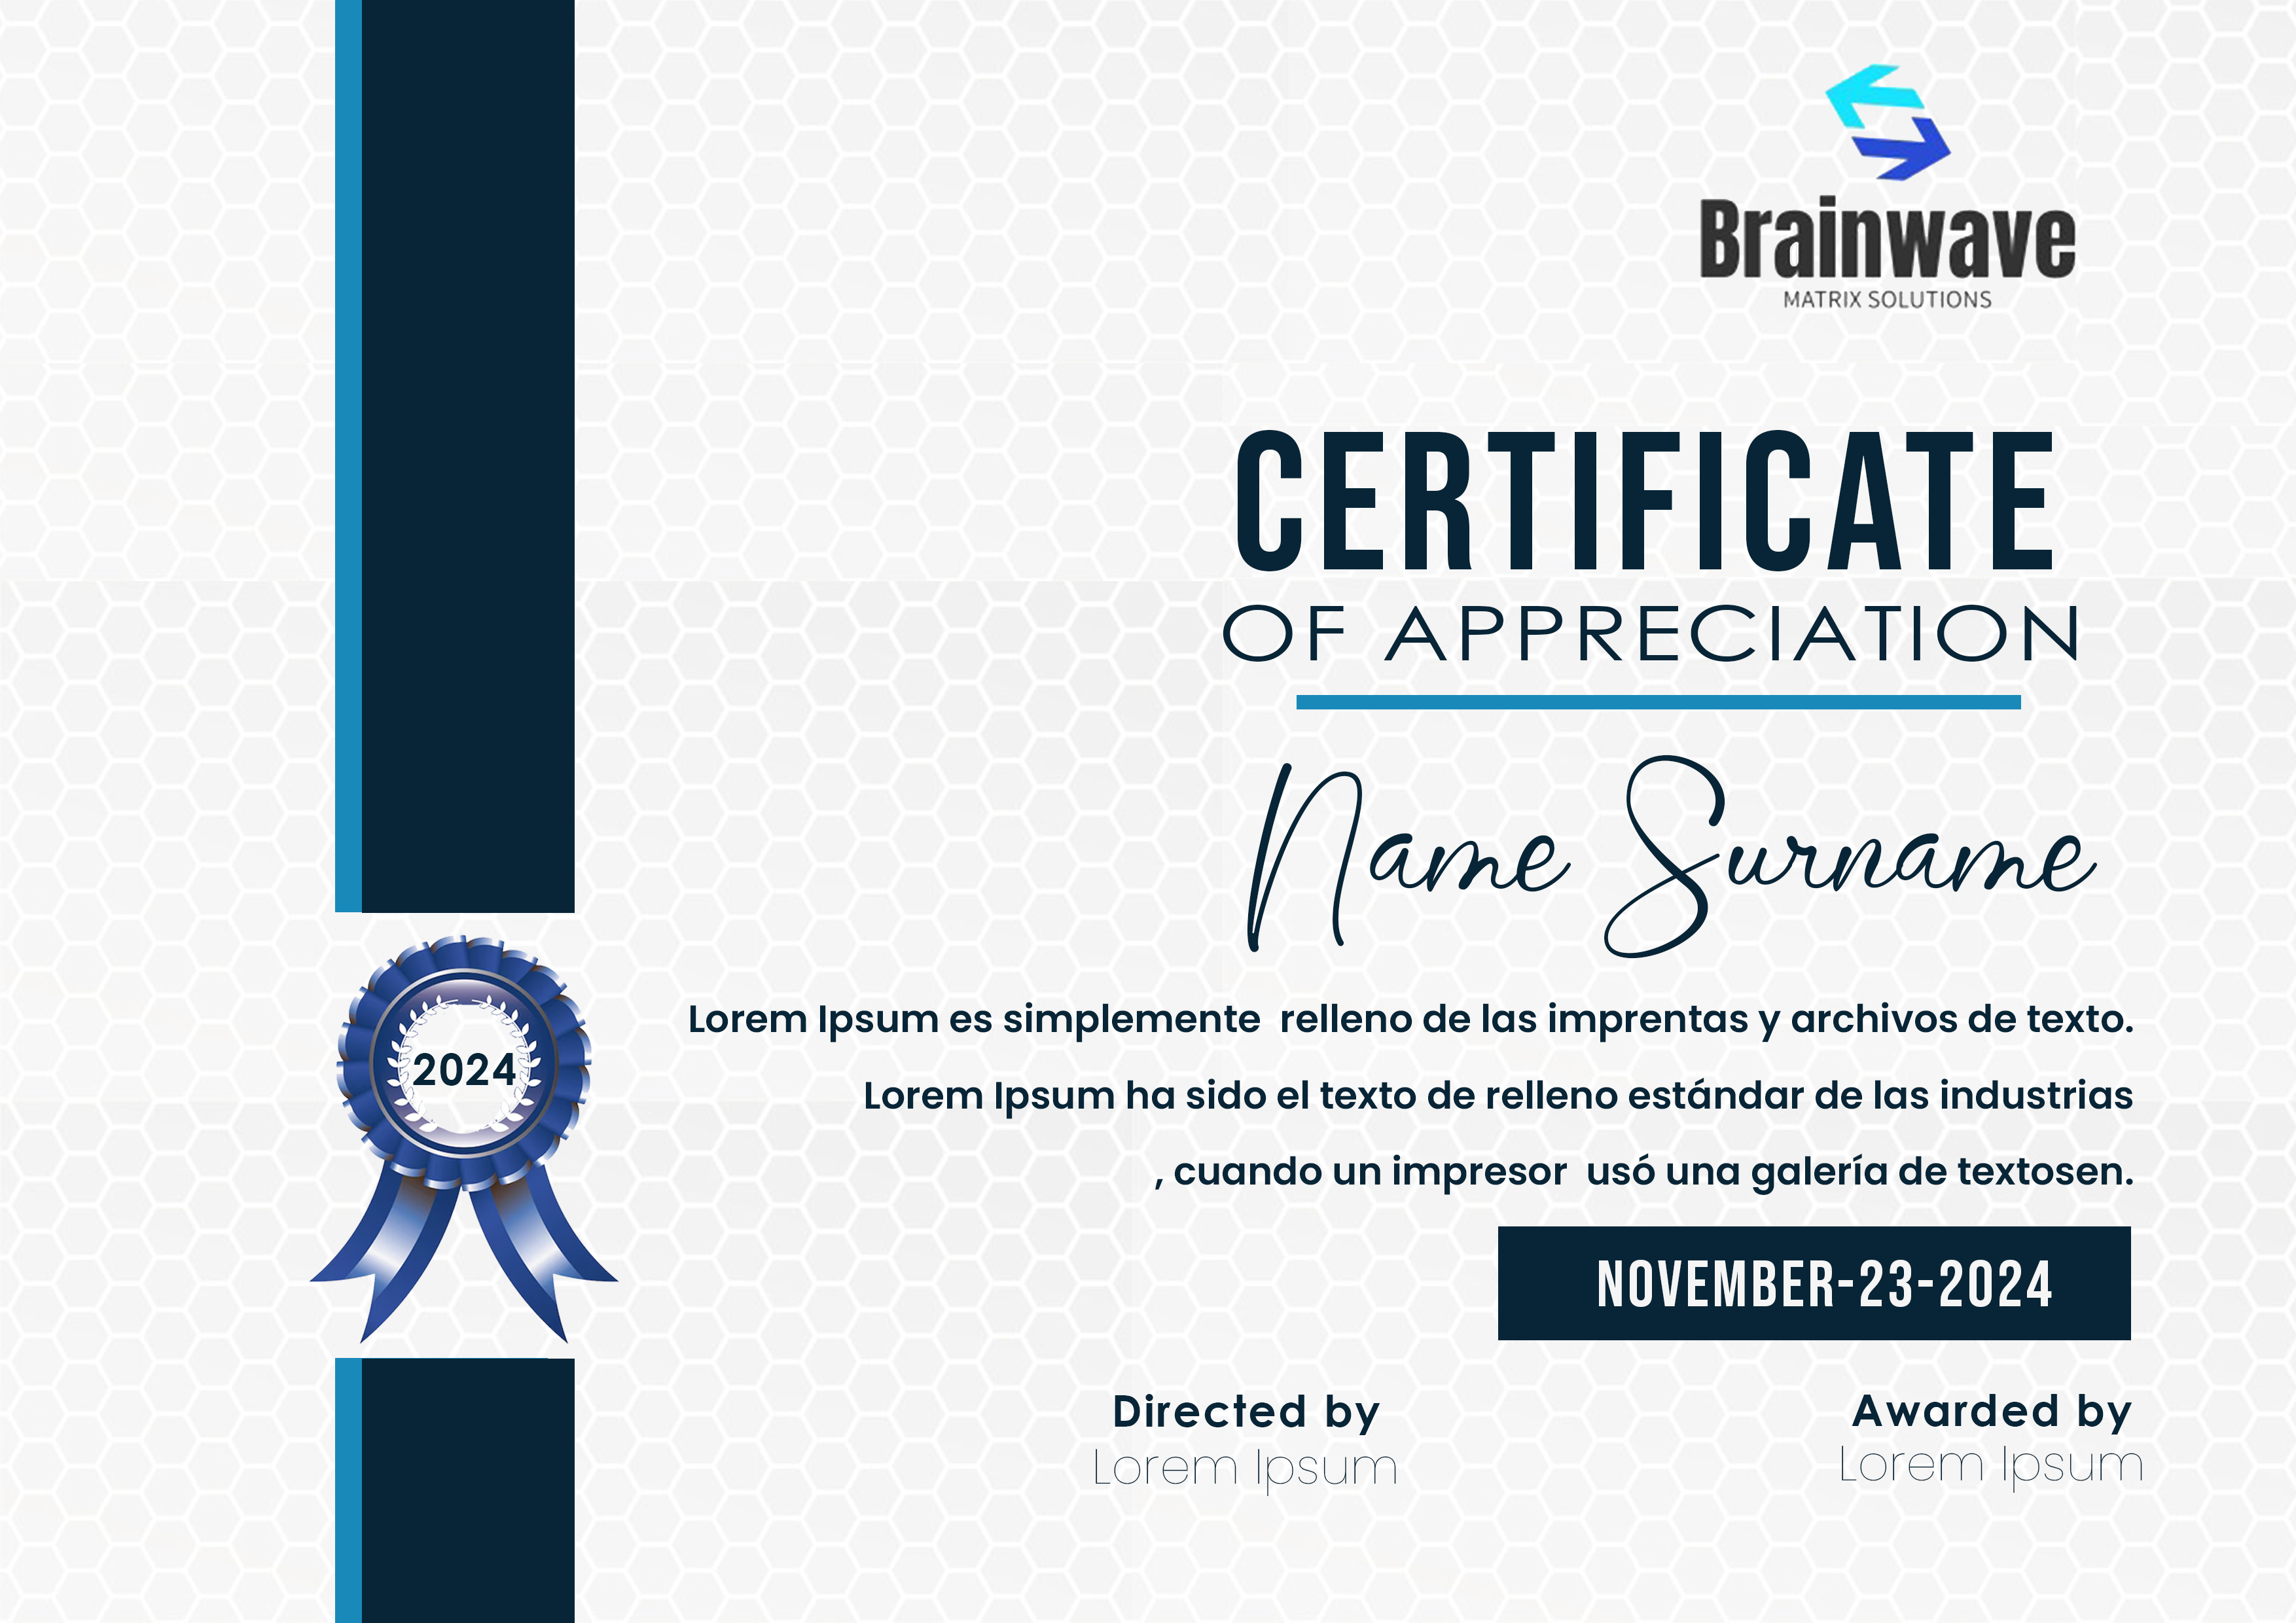 Brainwave
MATRIX SOLUTIONS
CERTIFICATE
OF APPRECIATION
Name Surname
Lorem Ipsum es simplemente relleno de las imprentas y archivos de texto.
Lorem Ipsum ha sido el texto de relleno estándar de las industrias
, cuando un impresor usó una galería de textosen.
2024
NOVEMBER-23-2024
Directed by
Lorem Ipsum
Awarded by
Lorem Ipsum